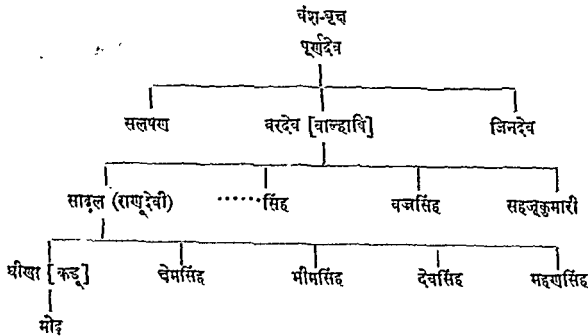 वंश-वृक्ष
पूर्णदेव
सलषण वरदेव [वाल्हावि] जिनदेव
साढ़ल (राणूदेवी) ......सिंह वज्रसिंह सहजूकुमारी
धीणा [कडू] खेमसिंह भीमसिंह देवसिंह महणसिंह
मोढ़